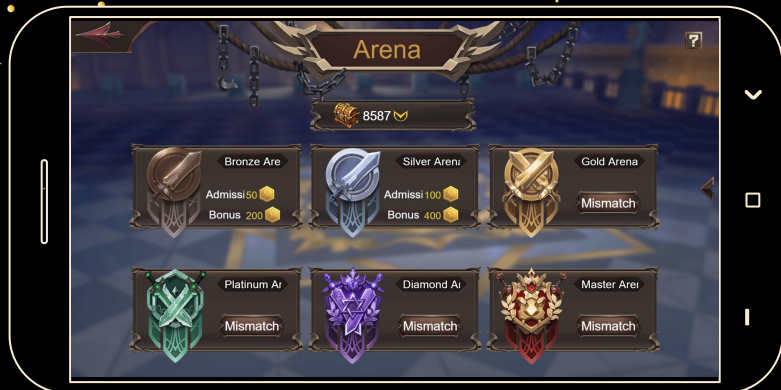 Arena
?
8587
Bronze Are
Admissi 50
Bonus 200
Silver Arena
Admissi 100
Bonus 400
Gold Arena
Mismatch
Platinum Ar
Mismatch
Diamond Ar
Mismatch
Master Aren
Mismatch